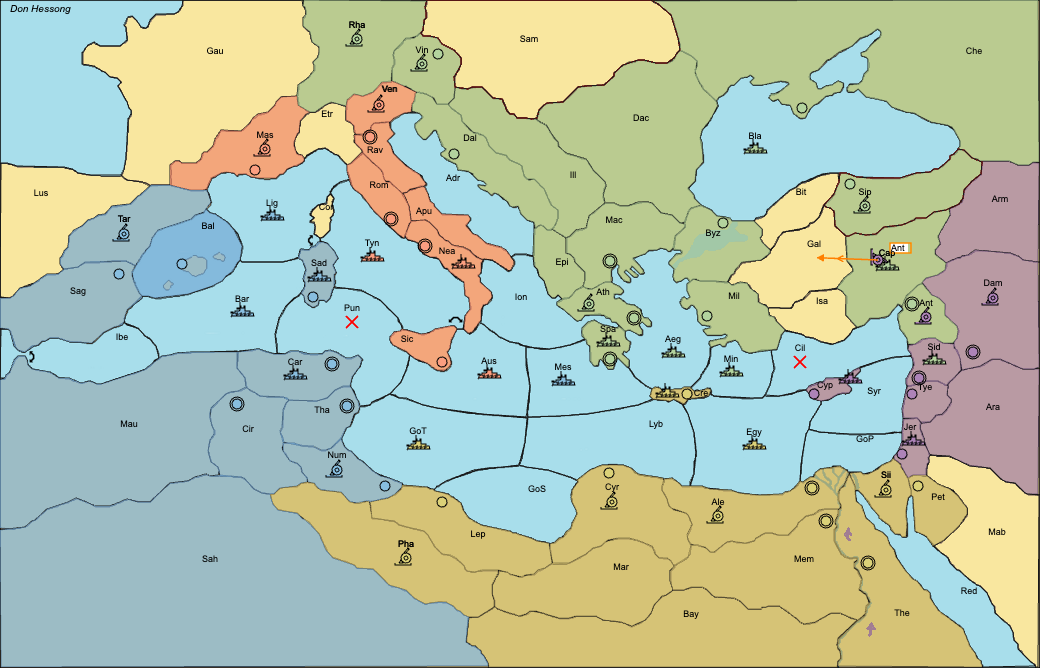 Don Hessong
Rha
Sam
Gau
Vin
Che
Ven
Etr
Dac
Mas
Bla
Rav
Dal
Ill
Adr
Rom
Lus
Bit
Sip
Arm
Lig
Cor
Apu
Tar
Bal
Mac
Byz
Tyn
Nea
Gal
Cap
Ant
Sad
Epi
Sag
Bar
Pun
Ion
Ath
Mil
Isa
Dam
Ant
Ibe
Sic
Spa
Aeg
Cil
Sid
Car
Aus
Mes
Min
Cyp
Syr
Tye
Cre
Ara
Mau
Cir
Tha
GoT
Lyb
Egy
GoP
Jer
Num
GoS
Cyr
Ale
Sii
Pet
Lep
Mab
Sah
Pha
Mar
Mem
Red
Bay
The